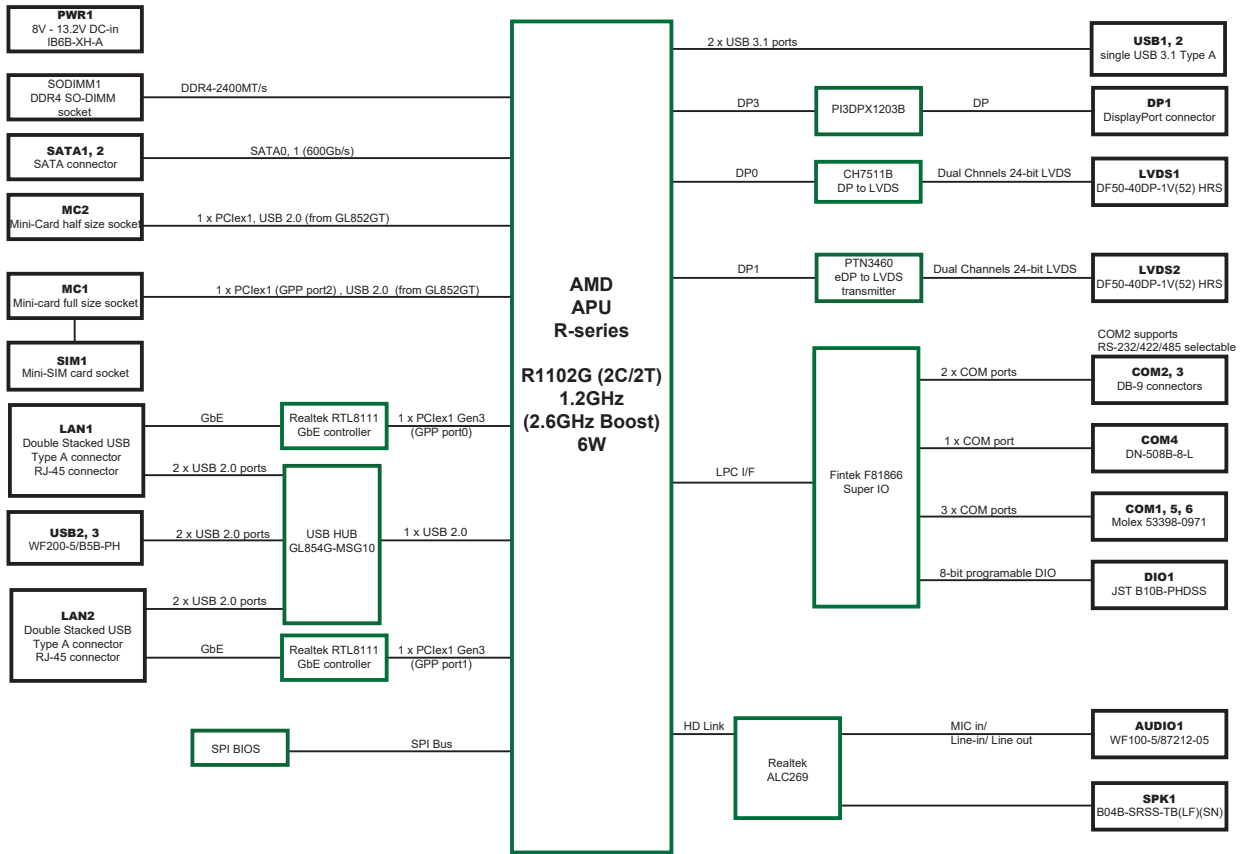 PWR1
8V - 13.2V DC-in
IB6B-XH-A
SODIMM1
DDR4 SO-DIMM
socket
DDR4-2400MT/s
SATA1, 2
SATA connector
SATA0, 1 (600Gb/s)
MC2
Mini-Card half size socket
1 x PCIex1, USB 2.0 (from GL852GT)
MC1
Mini-card full size socket
1 x PCIex1 (GPP port2) , USB 2.0 (from GL852GT)
SIM1
Mini-SIM card socket
LAN1
Double Stacked USB
Type A connector
RJ-45 connector
GbE
Realtek RTL8111
GbE controller
1 x PCIex1 Gen3
(GPP port0)
2 x USB 2.0 ports
USB2, 3
WF200-5/B5B-PH
2 x USB 2.0 ports
USB HUB
GL854G-MSG10
1 x USB 2.0
LAN2
Double Stacked USB
Type A connector
RJ-45 connector
2 x USB 2.0 ports
GbE
Realtek RTL8111
GbE controller
1 x PCIex1 Gen3
(GPP port1)
SPI BIOS
SPI Bus
AMD
APU
R-series
R1102G (2C/2T)
1.2GHz
(2.6GHz Boost)
6W
2 x USB 3.1 ports
USB1, 2
single USB 3.1 Type A
DP3
PI3DPX1203B
DP
DP1
DisplayPort connector
DP0
CH7511B
DP to LVDS
Dual Chnnels 24-bit LVDS
LVDS1
DF50-40DP-1V(52) HRS
DP1
PTN3460
eDP to LVDS
transmitter
Dual Channels 24-bit LVDS
LVDS2
DF50-40DP-1V(52) HRS
COM2 supports
RS-232/422/485 selectable
2 x COM ports
COM2, 3
DB-9 connectors
1 x COM port
COM4
DN-508B-8-L
LPC I/F
Fintek F81866
Super IO
3 x COM ports
COM1, 5, 6
Molex 53398-0971
8-bit programable DIO
DIO1
JST B10B-PHDSS
HD Link
Realtek
ALC269
MIC in/
Line-in/ Line out
AUDIO1
WF100-5/87212-05
SPK1
B04B-SRSS-TB(LF)(SN)